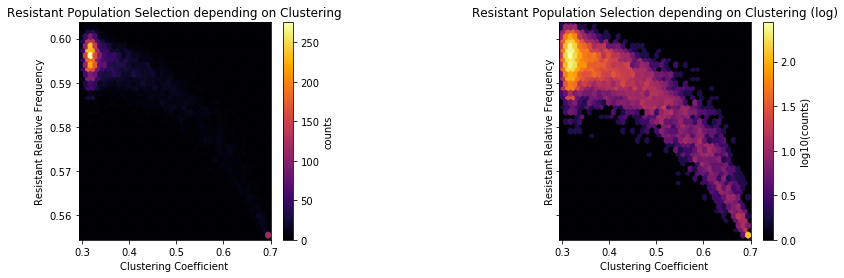 Resistant Population Selection depending on Clustering
Resistant Relative Frequency
0.60
0.59
0.58
0.57
0.56
0.3 0.4 0.5 0.6 0.7
Clustering Coefficient
250
200
150
100
50
0
counts
Resistant Population Selection depending on Clustering (log)
Resistant Relative Frequency
0.3 0.4 0.5 0.6 0.7
Clustering Coefficient
2.0
1.5
1.0
0.5
0.0
log10(counts)